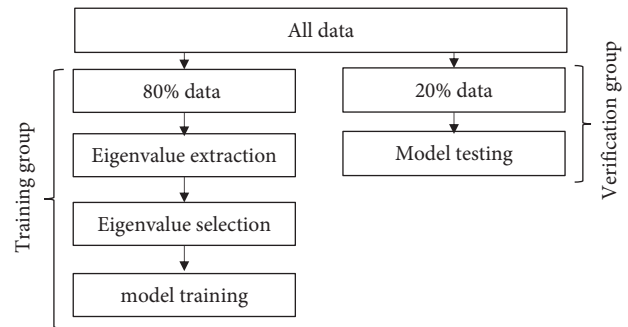 All data
80% data
20% data
Eigenvalue extraction
Model testing
Eigenvalue selection
model training
Training group
Verification group